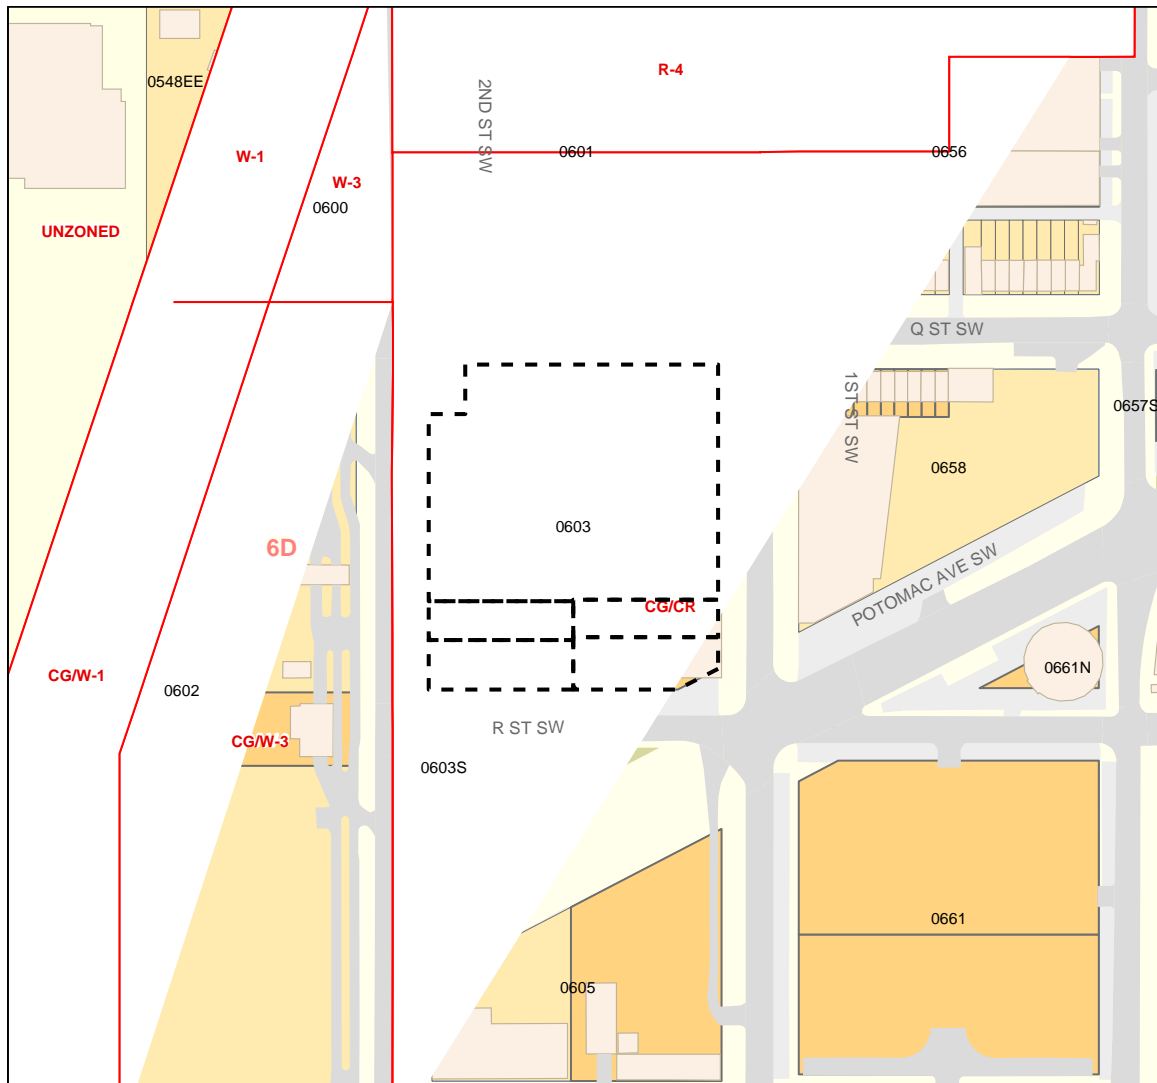 R-4
0548EE
2ND ST SW
W-1
0601
0656
W-3
0600
UNZONED
Q ST SW
1ST ST SW
0657S
0658
0603
6D
POTOMAC AVE SW
CG/CR
0661N
CG/W-1
0602
R ST SW
CG/W-3
0603S
0661
0605